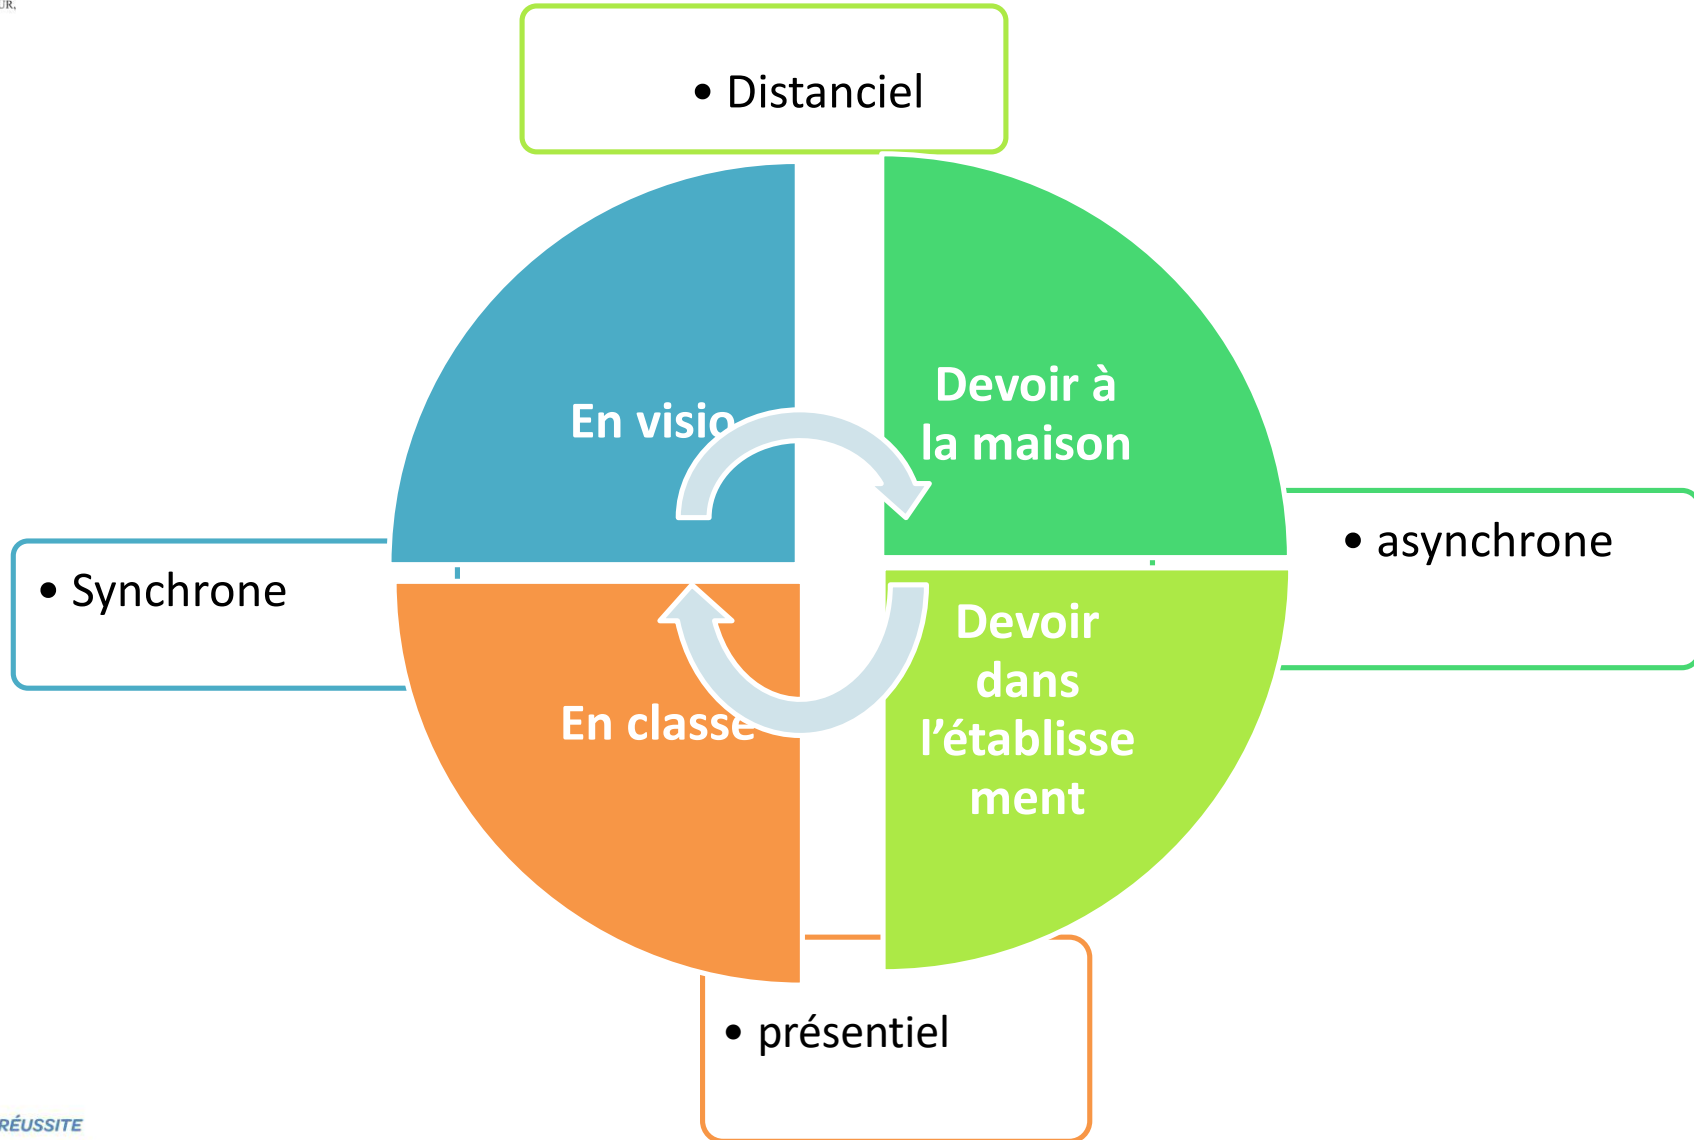 • Distanciel
En visio
Devoir à
la maison
• Synchrone
• asynchrone
En classe
Devoir
dans
l’établisse
ment
• présentiel
RÉUSSITE